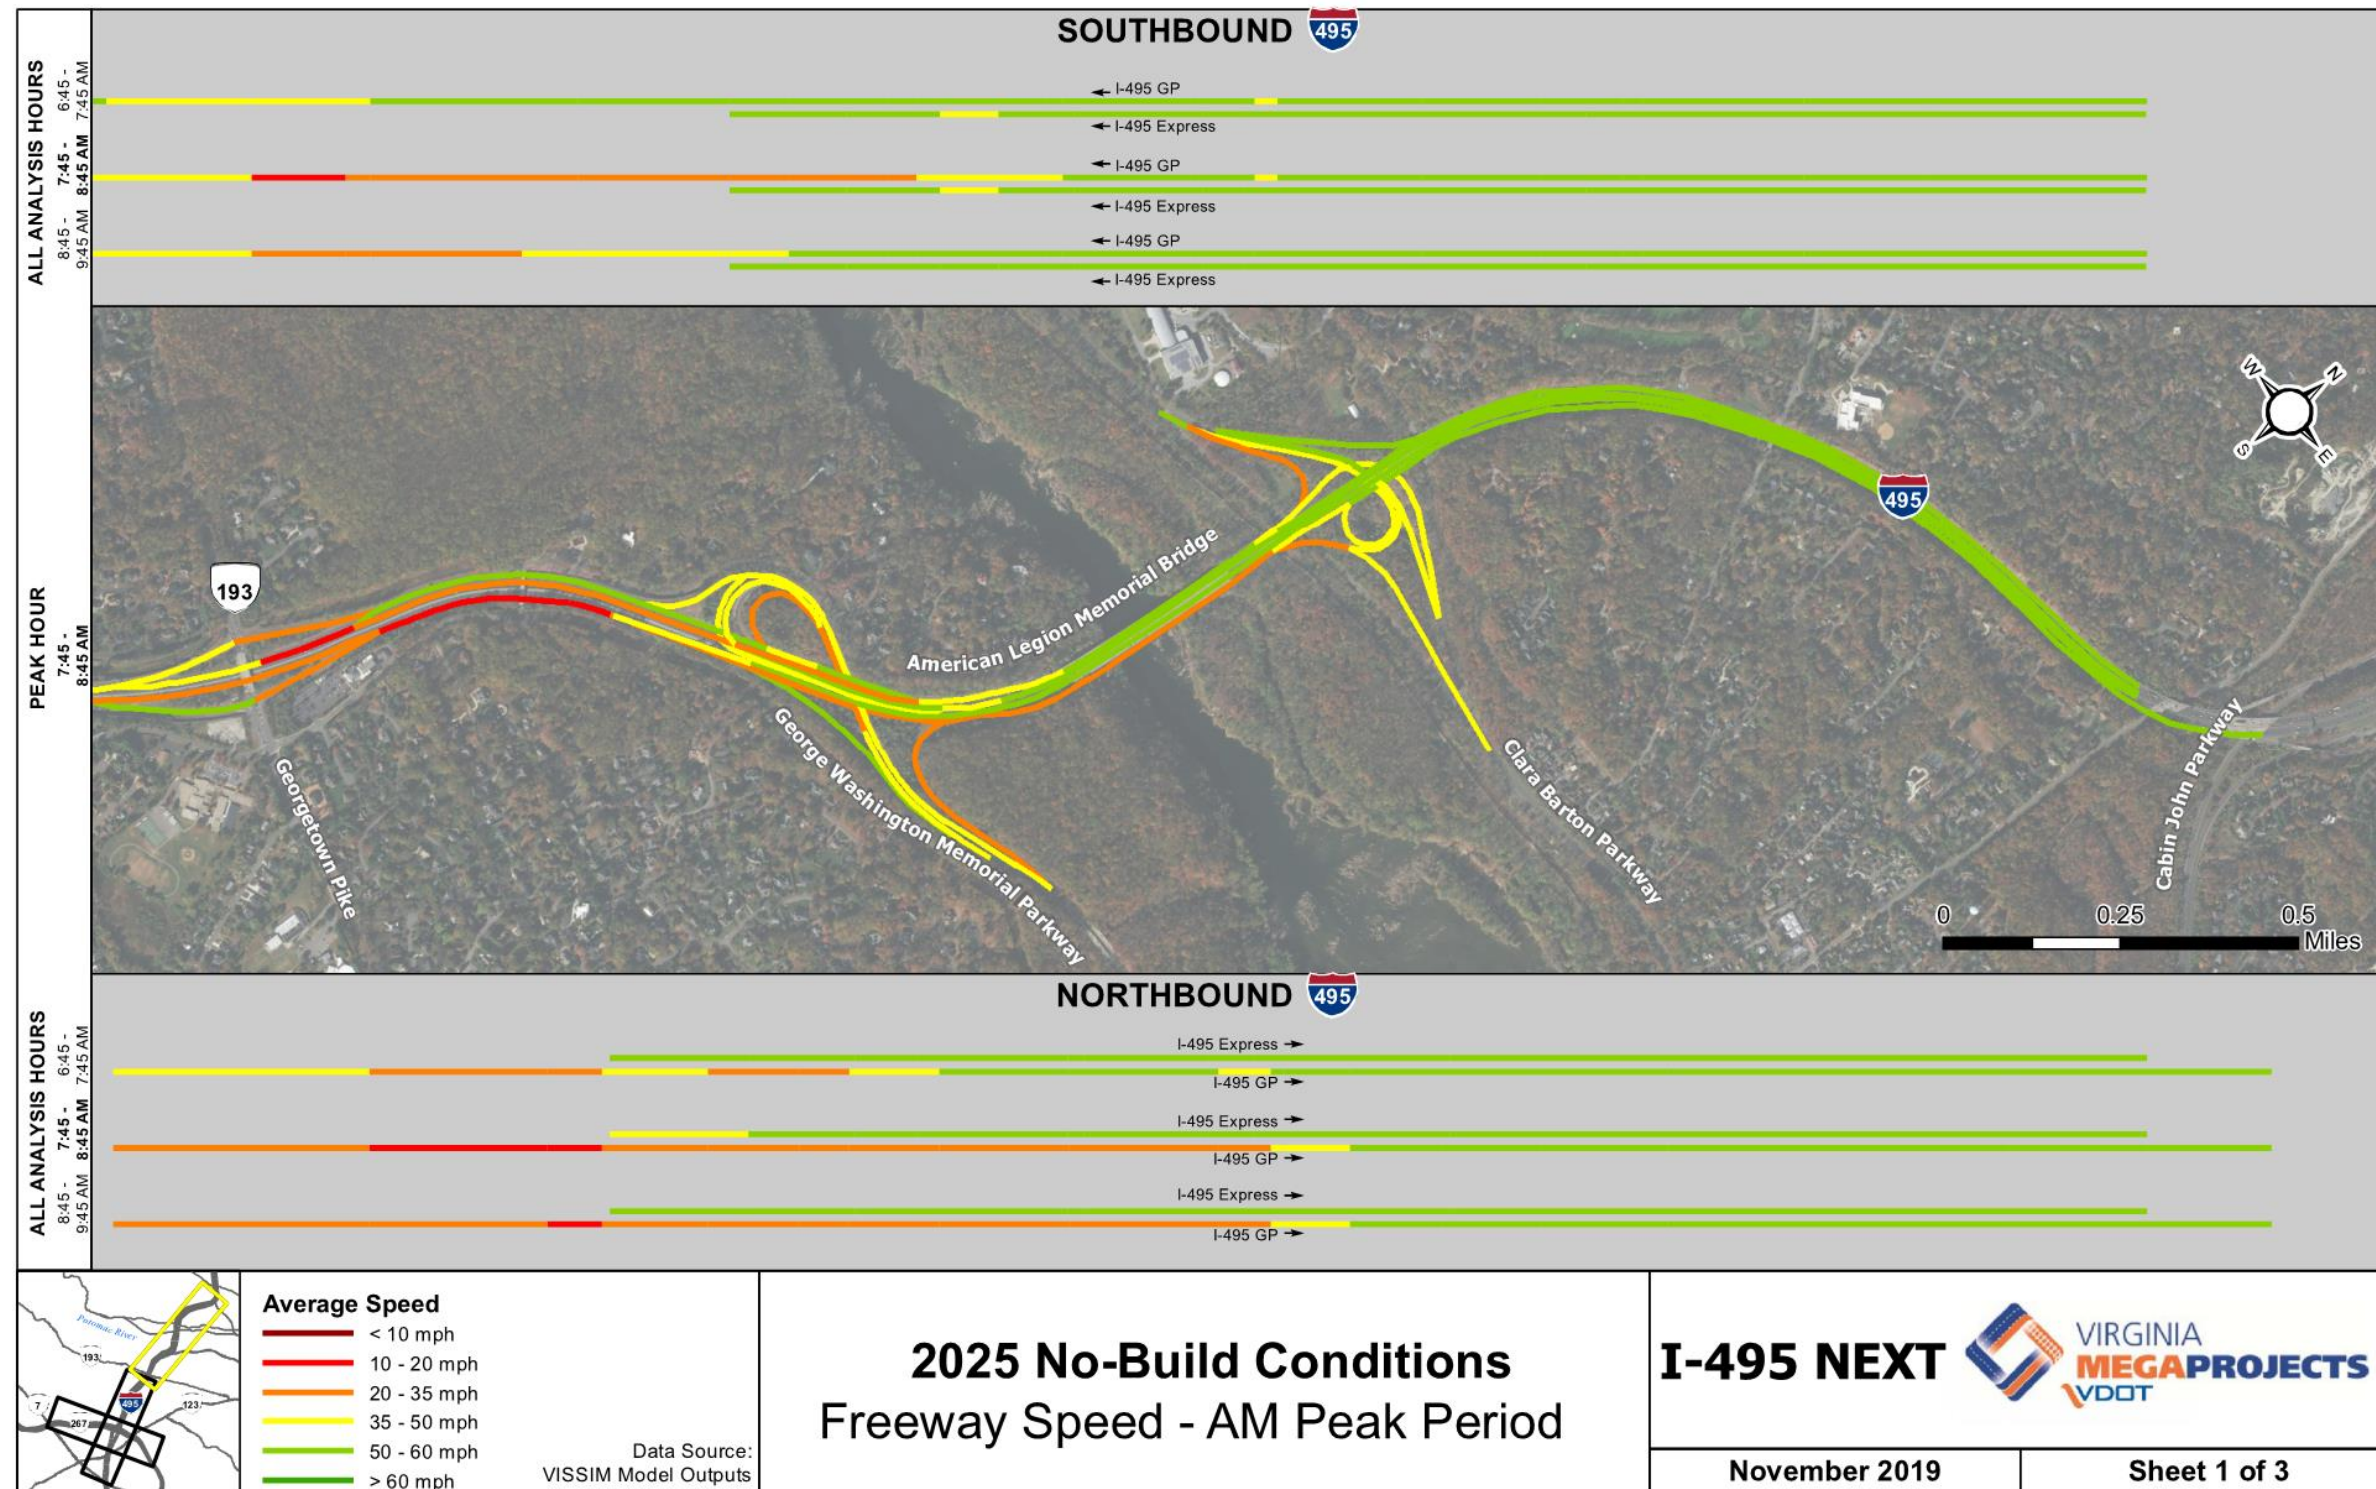 SOUTHBOUND 495
ALL ANALYSIS HOURS
6:45 -
7:45 AM
← I-495 GP
← I-495 Express
7:45 -
8:45 AM
← I-495 GP
← I-495 Express
8:45 -
9:45 AM
← I-495 GP
← I-495 Express
PEAK HOUR
7:45 -
8:45 AM
193
495
W
N
S
E
American Legion Memorial Bridge
Georgetown Pike
George Washington Memorial Parkway
Clara Barton Parkway
Cabin John Parkway
0 0.25 0.5
Miles
NORTHBOUND 495
ALL ANALYSIS HOURS
6:45 -
7:45 AM
I-495 Express →
I-495 GP →
7:45 -
8:45 AM
I-495 Express →
I-495 GP →
8:45 -
9:45 AM
I-495 Express →
I-495 GP →
Potomac River
193
495
7
267
123
Average Speed
< 10 mph
10 - 20 mph
20 - 35 mph
35 - 50 mph
50 - 60 mph
> 60 mph
Data Source:
VISSIM Model Outputs
2025 No-Build Conditions
Freeway Speed - AM Peak Period
I-495 NEXT
VIRGINIA
MEGAPROJECTS
VDOT
November 2019
Sheet 1 of 3